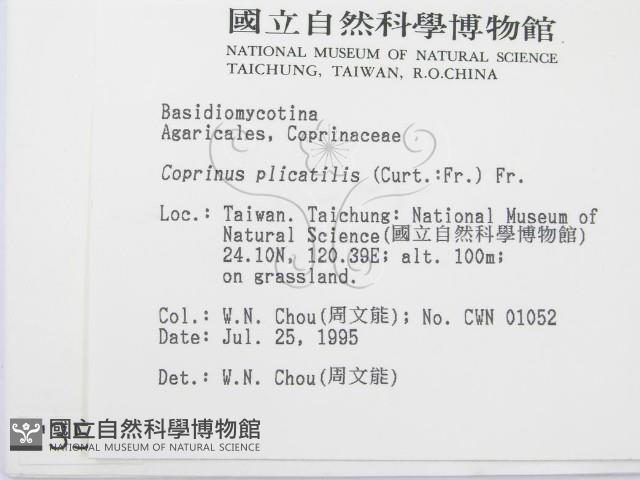 國立自然科學博物館
NATIONAL MUSEUM OF NATURAL SCIENCE
TAICHUNG, TAIWAN, R.O.CHINA
Basidiomycotina
Agaricales, Coprinaceae
Coprinus plicatilis (Curt.:Fr.) Fr.
Loc.: Taiwan. Taichung: National Museum of
Natural Science(國立自然科學博物館)
24.10N, 120.39E; alt. 100m;
on grassland.
Col.: W.N. Chou(周文能); No. CWN 01052
Date: Jul. 25, 1995
Det.: W.N. Chou(周文能)
國立自然科學博物館
NATIONAL MUSEUM OF NATURAL SCIENCE